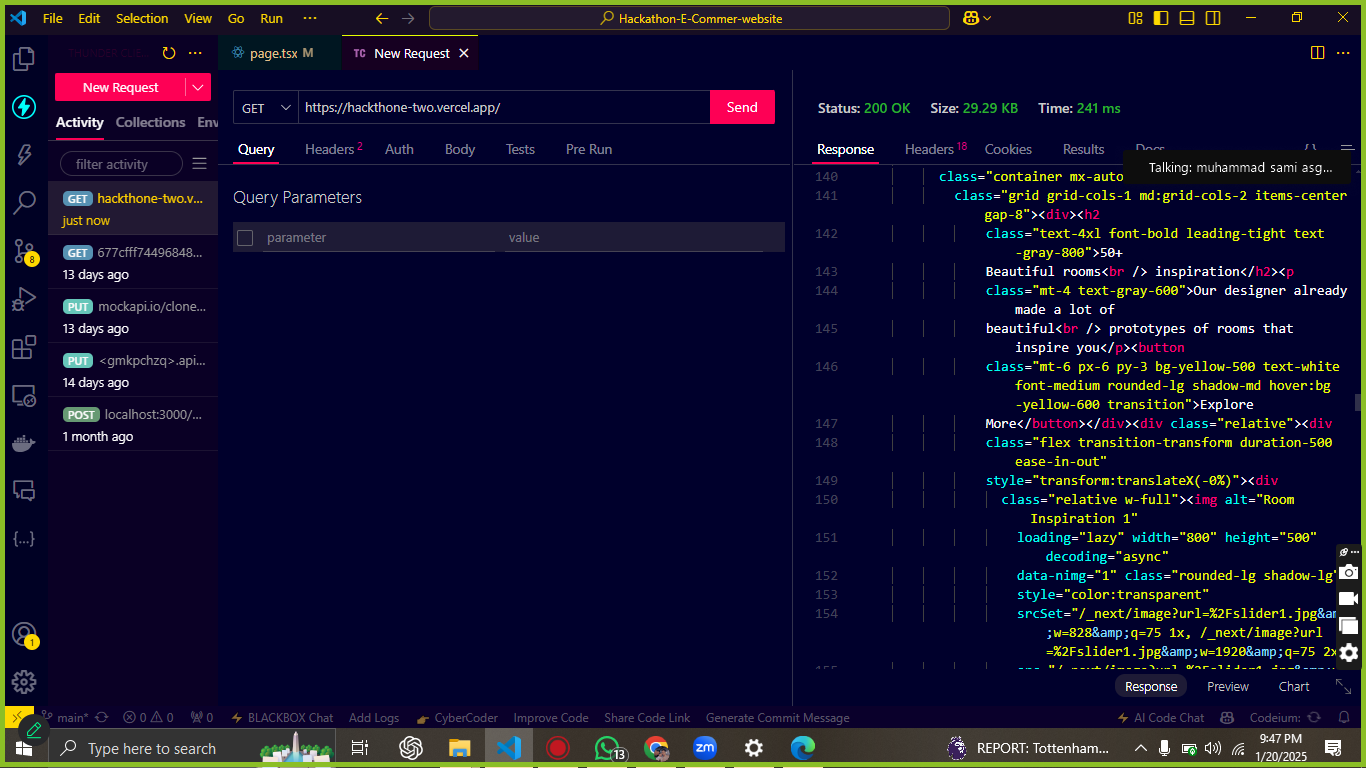 File Edit Selection View Go Run ··· Hackathon-E-Commer-website
page.tsx M
TC New Request
New Request
Activity Collections Env
filter activity
GET hackthone-two.v...
just now
GET 677cfff74496848...
13 days ago
PUT mockapi.io/clone...
13 days ago
PUT <gmkpchzq>.api...
14 days ago
POST localhost:3000/...
1 month ago
8
1
GET https://hackthone-two.vercel.app/ Send
Query Headers 2 Auth Body Tests Pre Run
Query Parameters
parameter value
Status: 200 OK Size: 29.29 KB Time: 241 ms
Response Headers 18 Cookies Results Docs {}
Talking: muhammad sami asg...
140 class="container mx-auto
141 class="grid grid-cols-1 md:grid-cols-2 items-center
gap-8"><div><h2
142 class="text-4xl font-bold leading-tight text
-gray-800">50+
143 Beautiful rooms<br /> inspiration</h2><p
144 class="mt-4 text-gray-600">Our designer already
made a lot of
145 beautiful<br /> prototypes of rooms that
inspire you</p><button
146 class="mt-6 px-6 py-3 bg-yellow-500 text-white
font-medium rounded-lg shadow-md hover:bg
-yellow-600 transition">Explore
147 More</button></div><div class="relative"><div
148 class="flex transition-transform duration-500
ease-in-out"
149 style="transform:translateX(-0%)"><div
150 class="relative w-full"><img alt="Room
Inspiration 1"
151 loading="lazy" width="800" height="500"
decoding="async"
152 data-nimg="1" class="rounded-lg shadow-lg"
153 style="color:transparent"
154 srcSet="/_next/image?url=%2Fslider1.jpg&am
;w=828&amp;q=75 1x, /_next/image?url
=%2Fslider1.jpg&amp;w=1920&amp;q=75 2x
Response Preview Chart
main* 0 0 0 BLACKBOX Chat Add Logs CyberCoder Improve Code Share Code Link Generate Commit Message AI Code Chat Codeium:
Type here to search
13
zm
REPORT: Tottenham...
9:47 PM
1/20/2025